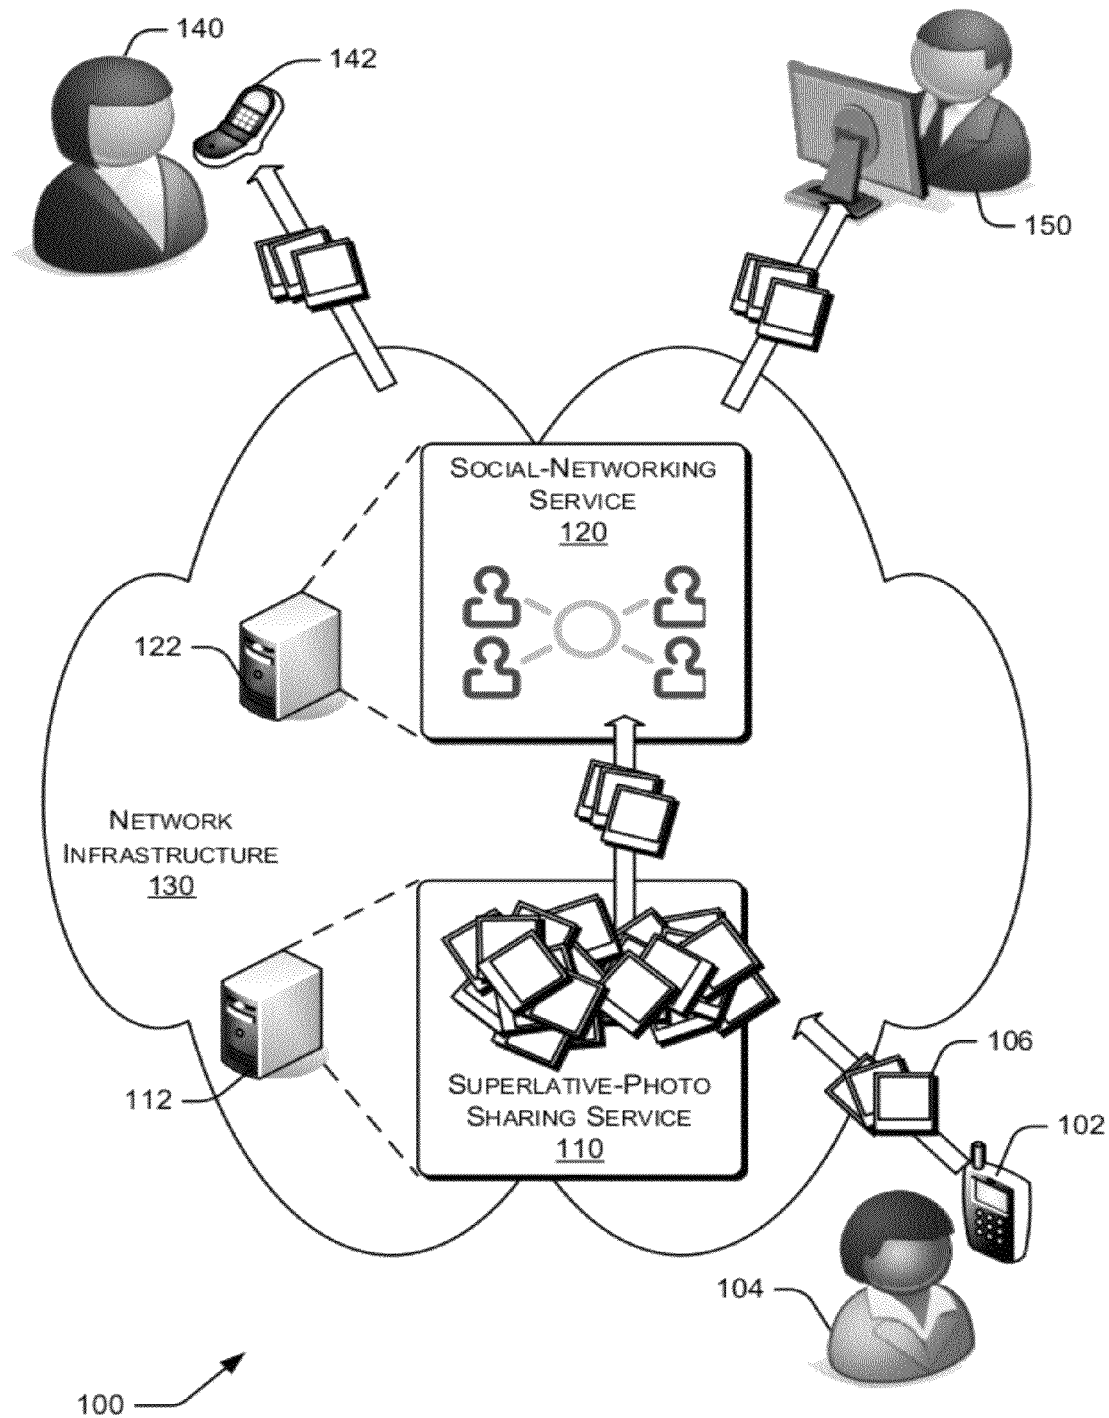 140
142
150
SOCIAL-NETWORKING
SERVICE
120
122
NETWORK
INFRASTRUCTURE
130
106
112
SUPERLATIVE-PHOTO
SHARING SERVICE
110
102
104
100